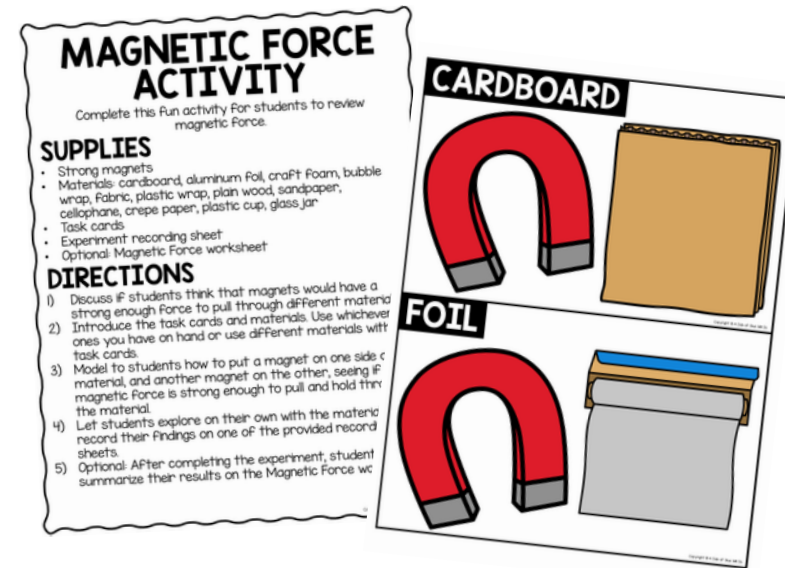 MAGNETIC FORCE
ACTIVITY
Complete this fun activity for students to review
magnetic force.
SUPPLIES
• Strong magnets
• Materials: cardboard, aluminum foil, craft foam, bubble
wrap, fabric, plastic wrap, plain wood, sandpaper,
cellophane, crepe paper, plastic cup, glass jar
• Task cards
• Experiment recording sheet
• Optional: Magnetic Force worksheet
DIRECTIONS
1) Discuss if students think that magnets would have a
strong enough force to pull through different
2) Introduce the task cards and materials. Use whichever
ones you have on hand or use different materials with
task cards.
3) Model to students how to put a magnet on one side
material, and another magnet on the other, seeing if
magnetic force is strong enough to pull and hold
the material.
4) Let students explore on their own with the
record their findings on one of the provided
sheets.
5) Optional: After completing the experiment, student
summarize their results on the Magnetic Force
CARDBOARD
FOIL